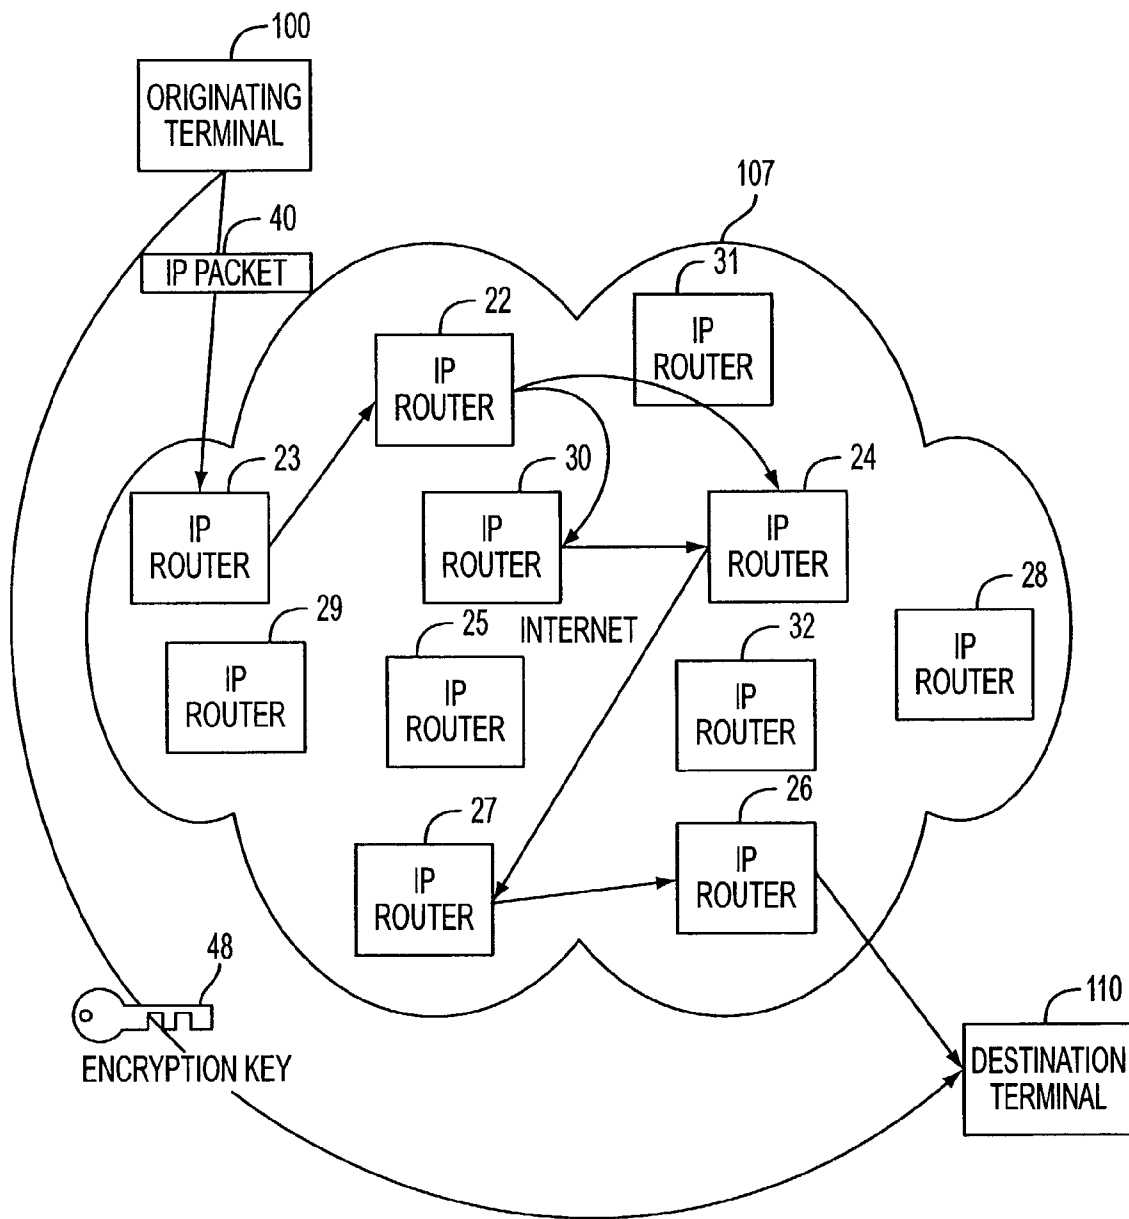 100
ORIGINATING
TERMINAL
40
IP PACKET
107
31
IP
ROUTER
22
IP
ROUTER
23
IP
ROUTER
30
IP
ROUTER
24
IP
ROUTER
INTERNET
29
IP
ROUTER
25
IP
ROUTER
32
IP
ROUTER
28
IP
ROUTER
27
IP
ROUTER
26
IP
ROUTER
48
ENCRYPTION KEY
110
DESTINATION
TERMINAL